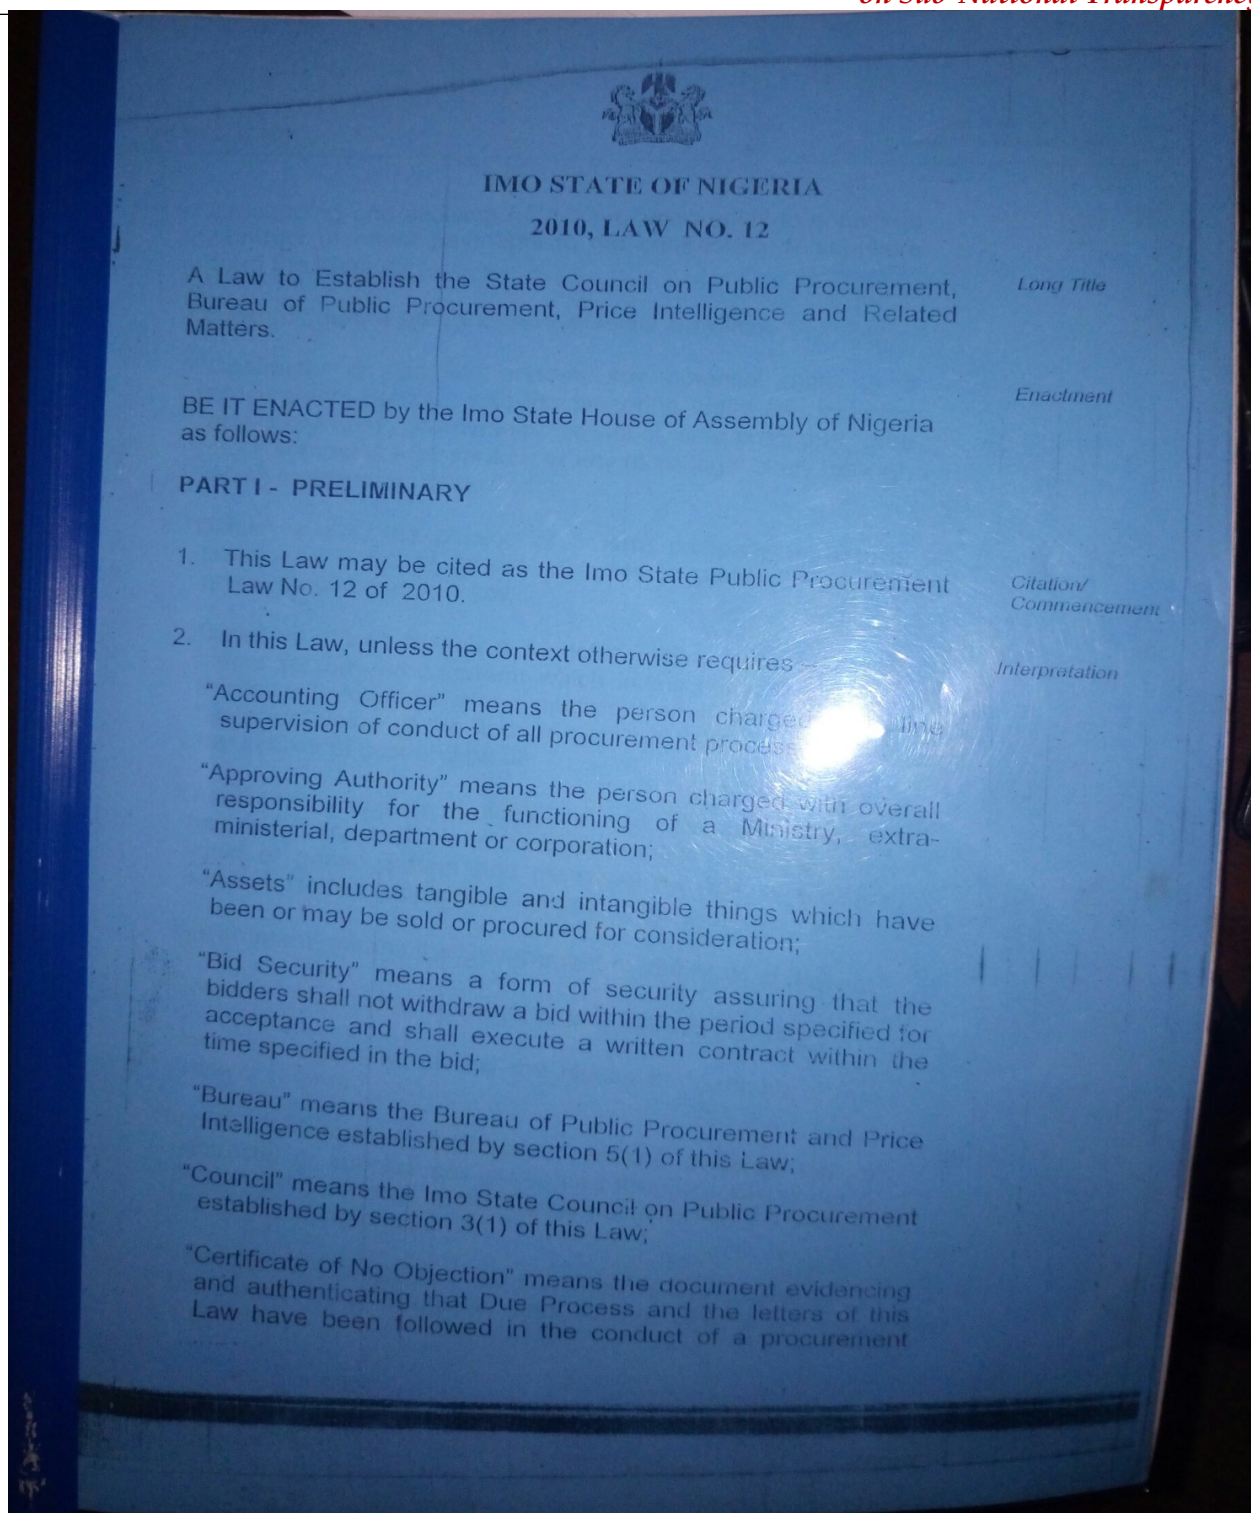 on Sub-National Transparency
IMO STATE OF NIGERIA
2010, LAW NO. 12
A Law to Establish the State Council on Public Procurement,
Bureau of Public Procurement, Price Intelligence and Related
Matters.
Long Title
Enactment
BE IT ENACTED by the Imo State House of Assembly of Nigeria
as follows:
PART I - PRELIMINARY
1. This Law may be cited as the Imo State Public Procurement
Law No. 12 of 2010.
Citation/
Commencement
2. In this Law, unless the context otherwise requires –
Interpretation
“Accounting Officer” means the person charged line
supervision of conduct of all procurement
“Approving Authority” means the person charged with overall
responsibility for the functioning of a Ministry, extra-
ministerial, department or corporation;
“Assets” includes tangible and intangible things which have
been or may be sold or procured for consideration;
“Bid Security” means a form of security assuring that the
bidders shall not withdraw a bid within the period specified for
acceptance and shall execute a written contract within the
time specified in the bid;
“Bureau” means the Bureau of Public Procurement and Price
Intelligence established by section 5(1) of this Law;
“Council” means the Imo State Council on Public Procurement
established by section 3(1) of this Law;
“Certificate of No Objection” means the document evidencing
and authenticating that Due Process and the letters of this
Law have been followed in the conduct of a procurement